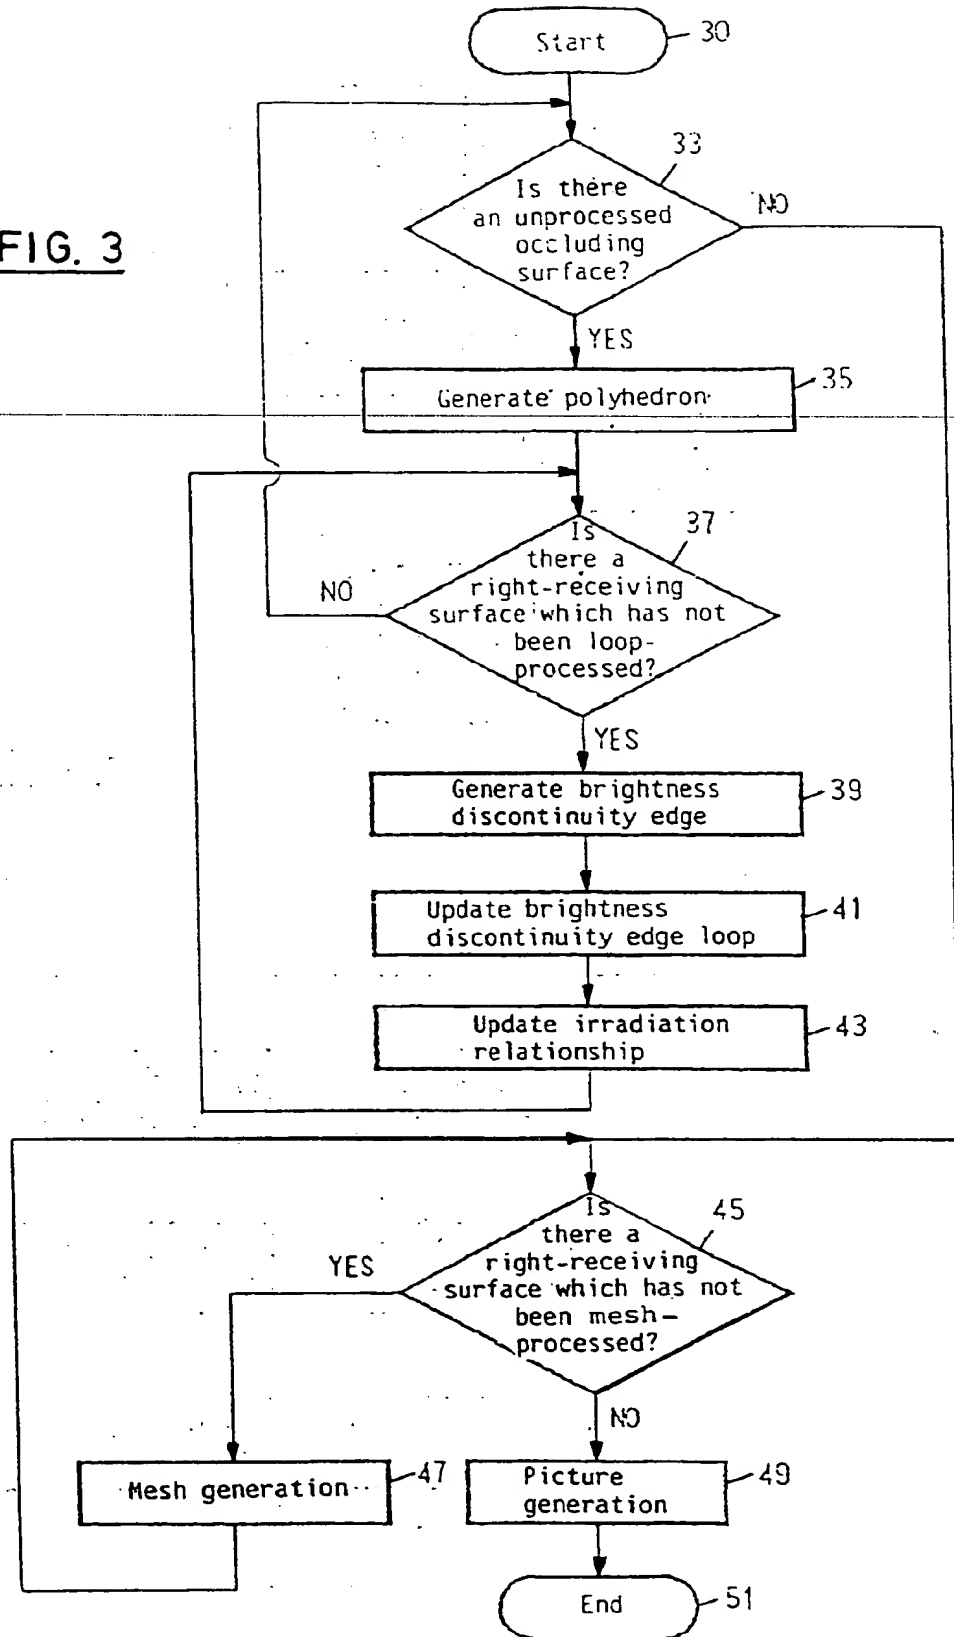 Start
30
33
Is there
an unprocessed
occluding
surface?
NO
FIG. 3
YES
Generate polyhedron
35
37
Is
there a
right-receiving
surface which has not
been loop-
processed?
NO
YES
Generate brightness
discontinuity edge
39
Update brightness
discontinuity edge loop
41
Update irradiation
relationship
43
45
Is
there a
right-receiving
surface which has not
been mesh-
processed?
YES
NO
Mesh generation
47
Picture
generation
49
End
51